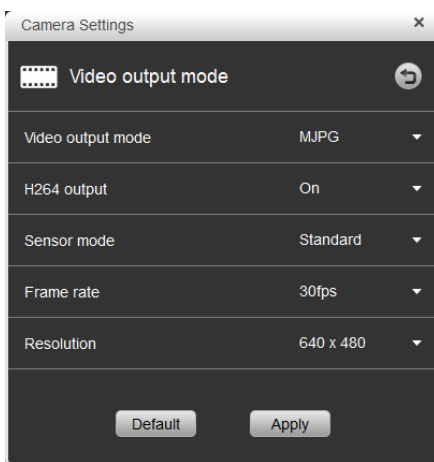 Camera Settings ×
Video output mode
Video output mode MJPG
H264 output On
Sensor mode Standard
Frame rate 30fps
Resolution 640 x 480
Default Apply